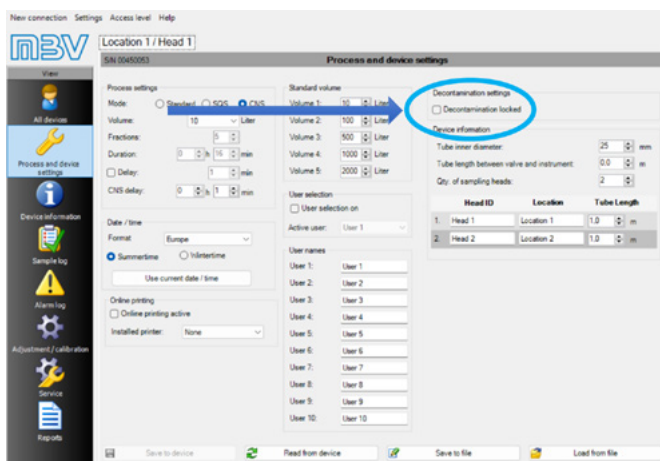 New connection Settings Access level Help
MBV
Location 1 / Head 1
S/N 00450053
Process and device settings
View
All devices
Process and device settings
Device information
Sample log
Alarm log
Adjustment / calibration
Service
Reports
Process settings
Mode: Standard SQS CNS
Volume: 10 Liter
Fractions: 5
Duration: 0 h 15 min
Delay: 1 min
CNS delay: 0 h 1 min
Date / time
Format Europe
Summertime Wintertime
Use current date / time
Online printing
Online printing active
Installed printer: None
Standard volume
Volume 1: 10 Liter
Volume 2: 100 Liter
Volume 3: 500 Liter
Volume 4: 1000 Liter
Volume 5: 2000 Liter
User selection
User selection on
Active user: User 1
User names
User 1: User 1
User 2: User 2
User 3: User 3
User 4: User 4
User 5: User 5
User 6: User 6
User 7: User 7
User 8: User 8
User 9: User 9
User 10: User 10
Decontamination settings
Decontamination locked
Device information
Tube inner diameter: 25 mm
Tube length between valve and instrument: 0.0 m
Qty. of sampling heads: 2
Head ID Location Tube Length
1. Head 1 Location 1 1,0 m
2. Head 2 Location 2 1,0 m
Save to device
Read from device
Save to file
Load from file